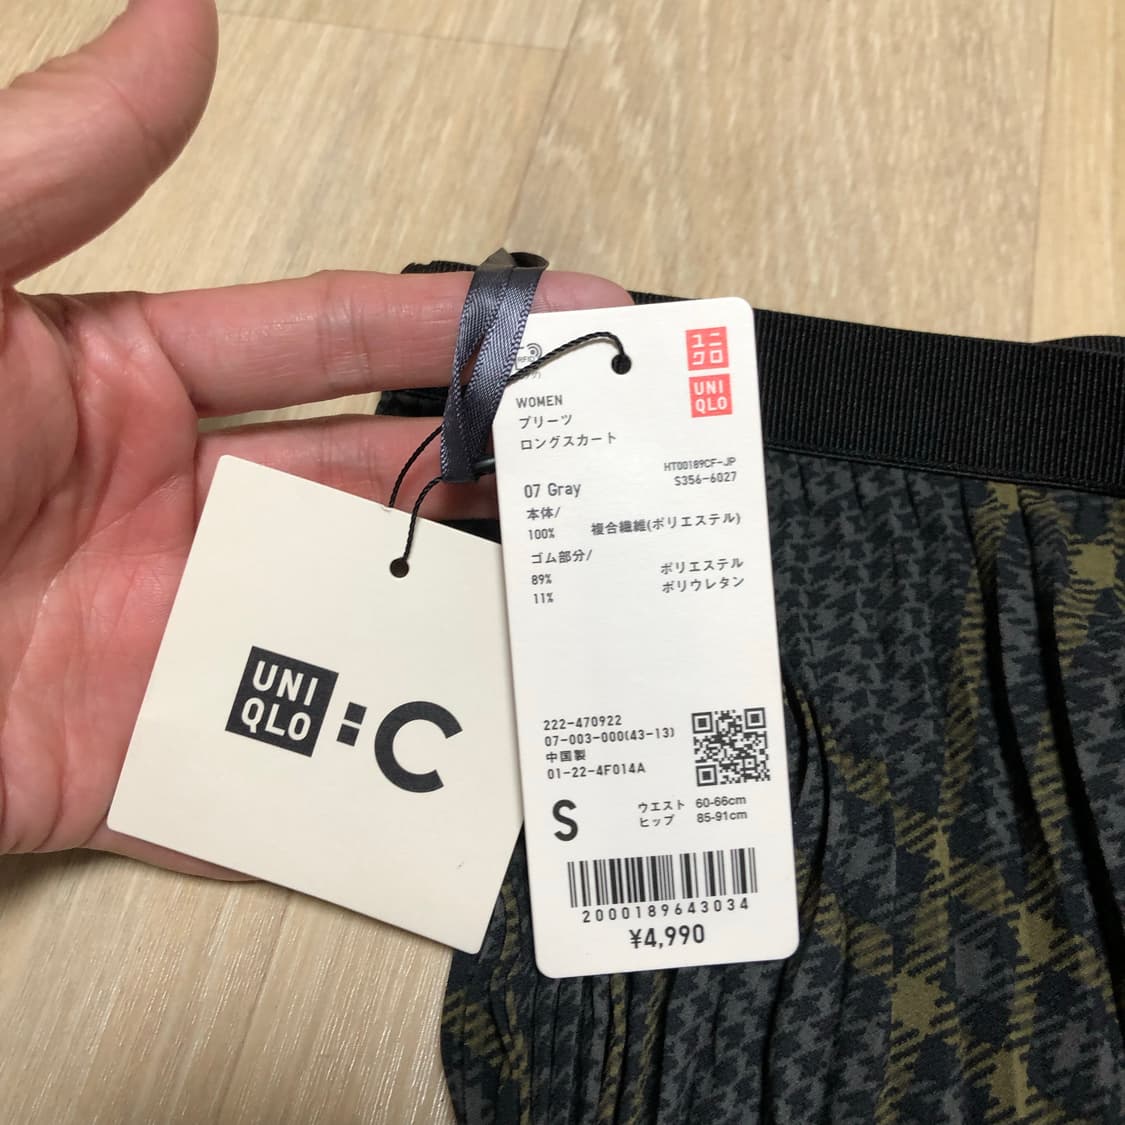 UNI
QLO : C
RFID
ユニ
クロ
UNI
QLO
WOMEN
プリーツ
ロングスカート
HT00189CF-JP
S356-6027
07 Gray
本体/
100% 複合繊維(ポリエステル)
ゴム部分/
89% ポリエステル
11% ポリウレタン
222-470922
07-003-000(43-13)
中国製
01-22-4F014A
S
ウエスト 60-66cm
ヒップ 85-91cm
2000189643034
¥4,990